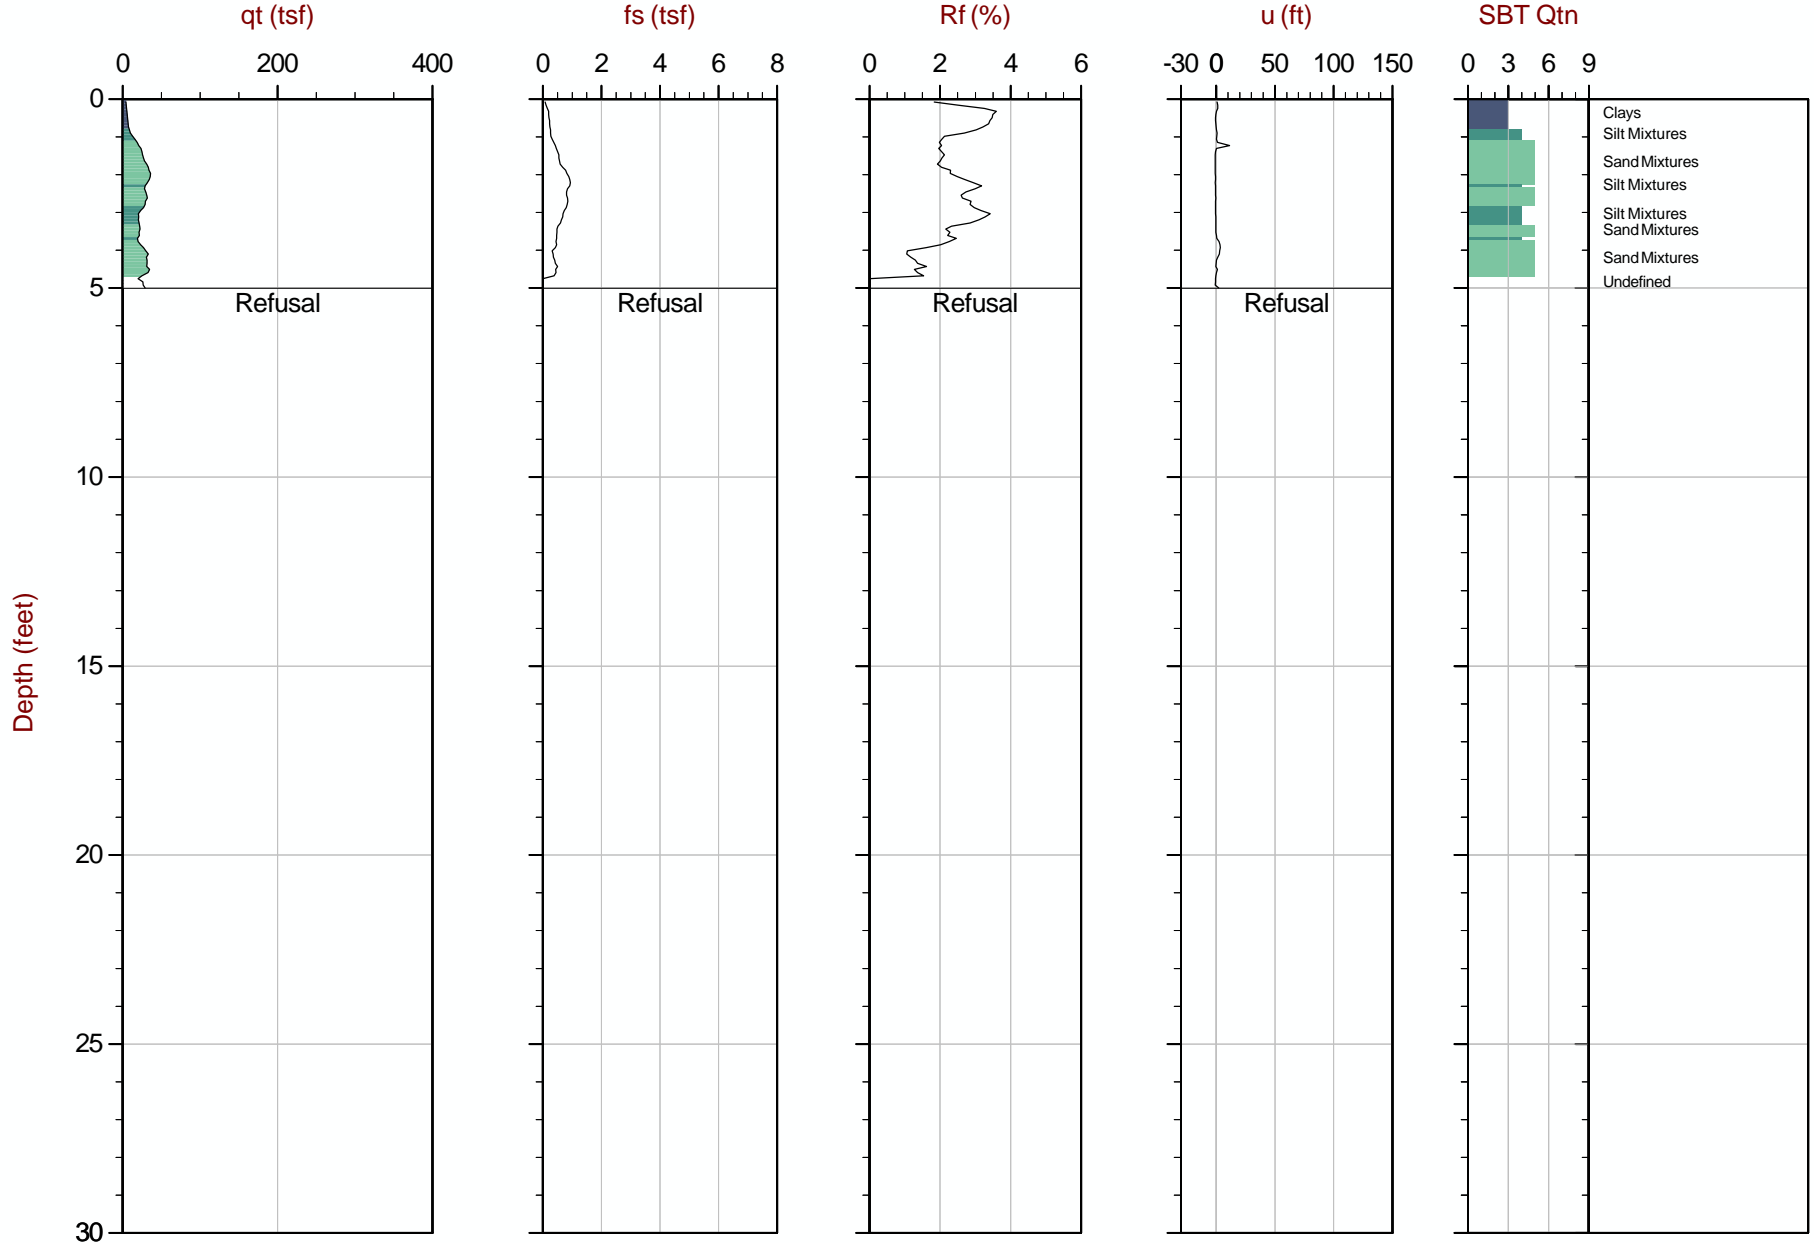 qt (tsf) fs (tsf) Rf (%) u (ft) SBT Qtn
0 200 400 0 2 4 6 8 0 2 4 6 -30 0 50 100 150 0 3 6 9
0
Clays
Silt Mixtures
Sand Mixtures
Silt Mixtures
Silt Mixtures
Sand Mixtures
Sand Mixtures
Undefined
5
Refusal Refusal Refusal Refusal
10
15
Depth (feet)
20
25
30